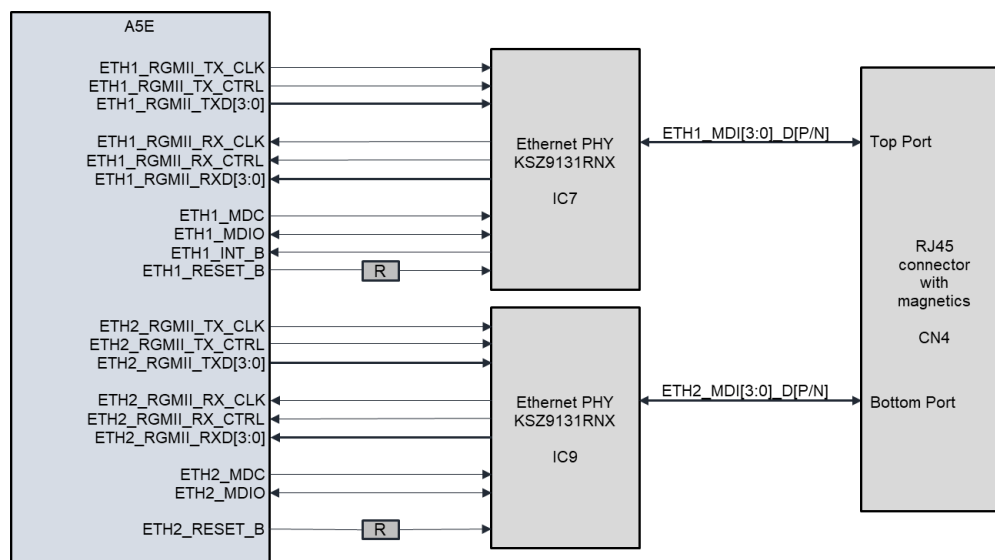 A5E
ETH1_RGMII_TX_CLK
ETH1_RGMII_TX_CTRL
ETH1_RGMII_TXD[3:0]
ETH1_RGMII_RX_CLK
ETH1_RGMII_RX_CTRL
ETH1_RGMII_RXD[3:0]
ETH1_MDC
ETH1_MDIO
ETH1_INT_B
ETH1_RESET_B
R
Ethernet PHY
KSZ9131RNX
IC7
ETH1_MDI[3:0]_D[P/N]
Top Port
RJ45
connector
with
magnetics
CN4
ETH2_RGMII_TX_CLK
ETH2_RGMII_TX_CTRL
ETH2_RGMII_TXD[3:0]
ETH2_RGMII_RX_CLK
ETH2_RGMII_RX_CTRL
ETH2_RGMII_RXD[3:0]
ETH2_MDC
ETH2_MDIO
ETH2_RESET_B
R
Ethernet PHY
KSZ9131RNX
IC9
ETH2_MDI[3:0]_D[P/N]
Bottom Port